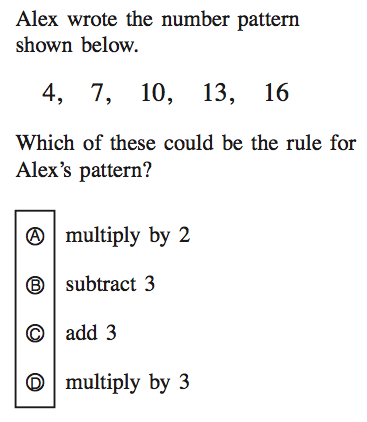 Alex wrote the number pattern
shown below.
4, 7, 10, 13, 16
Which of these could be the rule for
Alex's pattern?
Ⓐ multiply by 2
Ⓑ subtract 3
Ⓒ add 3
Ⓓ multiply by 3